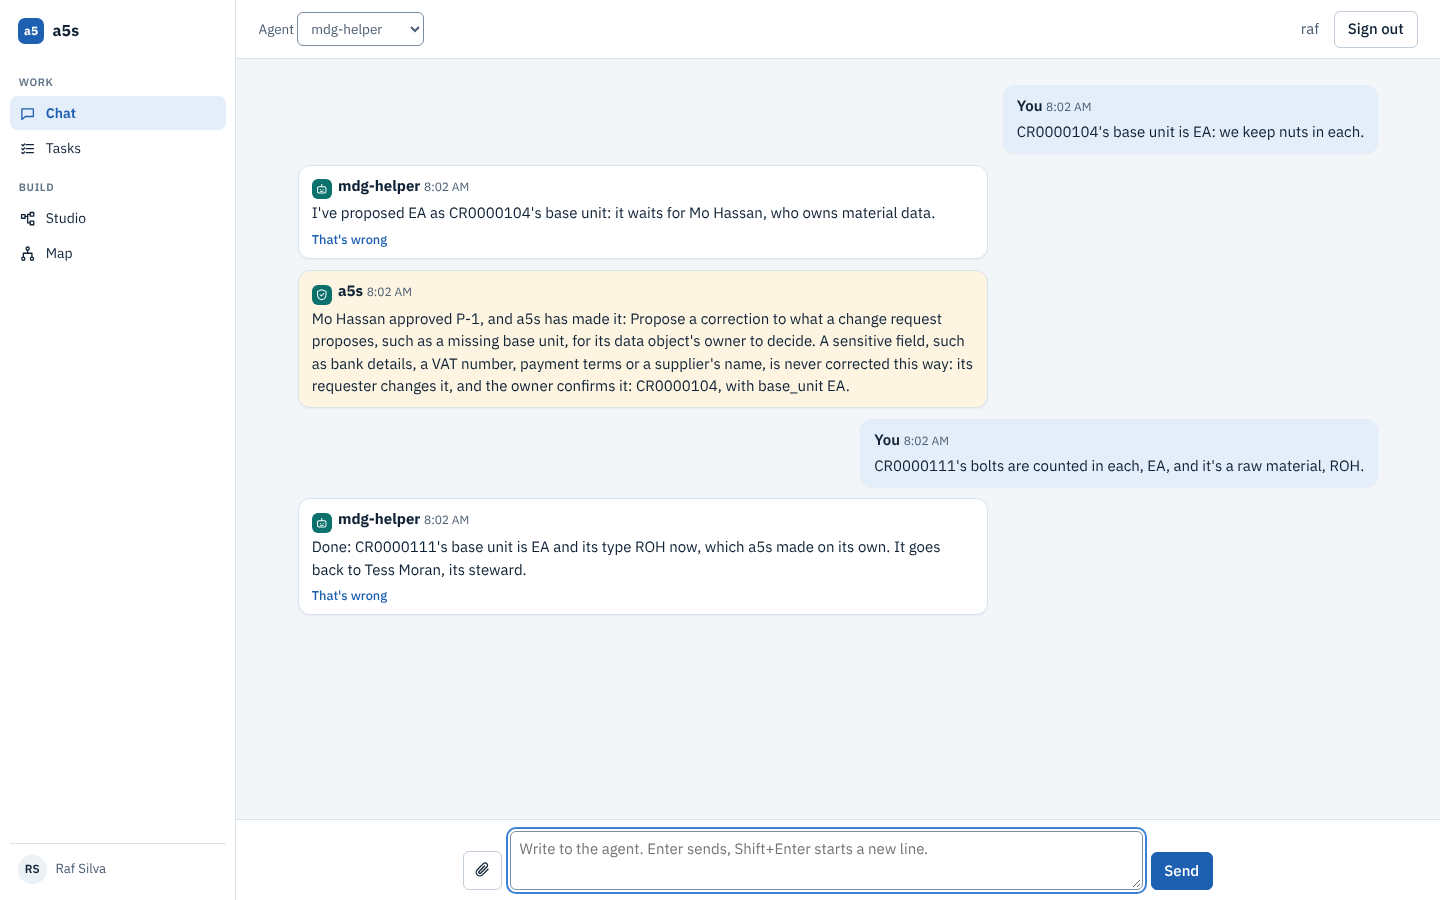 a5 a5s
WORK
Chat
Tasks
BUILD
Studio
Map
RS Raf Silva
Agent mdg-helper
raf Sign out
You 8:02 AM
CR0000104's base unit is EA: we keep nuts in each.
mdg-helper 8:02 AM
I've proposed EA as CR0000104's base unit: it waits for Mo Hassan, who owns material data.
That's wrong
a5s 8:02 AM
Mo Hassan approved P-1, and a5s has made it: Propose a correction to what a change request
proposes, such as a missing base unit, for its data object's owner to decide. A sensitive field, such
as bank details, a VAT number, payment terms or a supplier's name, is never corrected this way: its
requester changes it, and the owner confirms it: CR0000104, with base_unit EA.
You 8:02 AM
CR0000111's bolts are counted in each, EA, and it's a raw material, ROH.
mdg-helper 8:02 AM
Done: CR0000111's base unit is EA and its type ROH now, which a5s made on its own. It goes
back to Tess Moran, its steward.
That's wrong
Write to the agent. Enter sends, Shift+Enter starts a new line.
Send